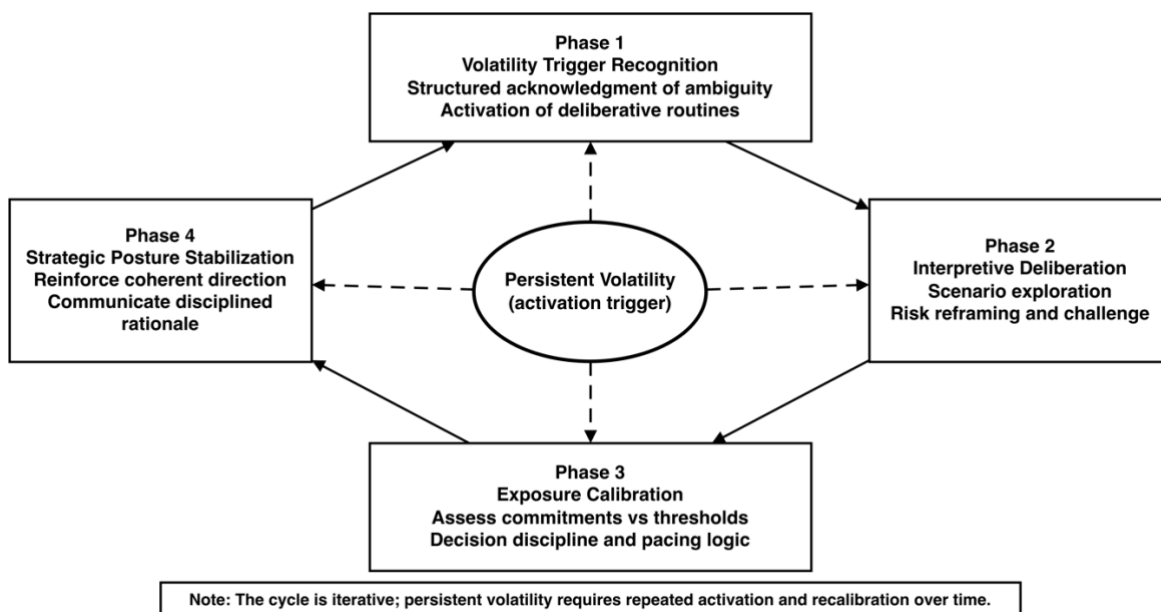 Phase 1
Volatility Trigger Recognition
Structured acknowledgment of ambiguity
Activation of deliberative routines
Phase 4
Strategic Posture Stabilization
Reinforce coherent direction
Communicate disciplined
rationale
Persistent Volatility
(activation trigger)
Phase 2
Interpretive Deliberation
Scenario exploration
Risk reframing and challenge
Phase 3
Exposure Calibration
Assess commitments vs thresholds
Decision discipline and pacing logic
Note: The cycle is iterative; persistent volatility requires repeated activation and recalibration over time.